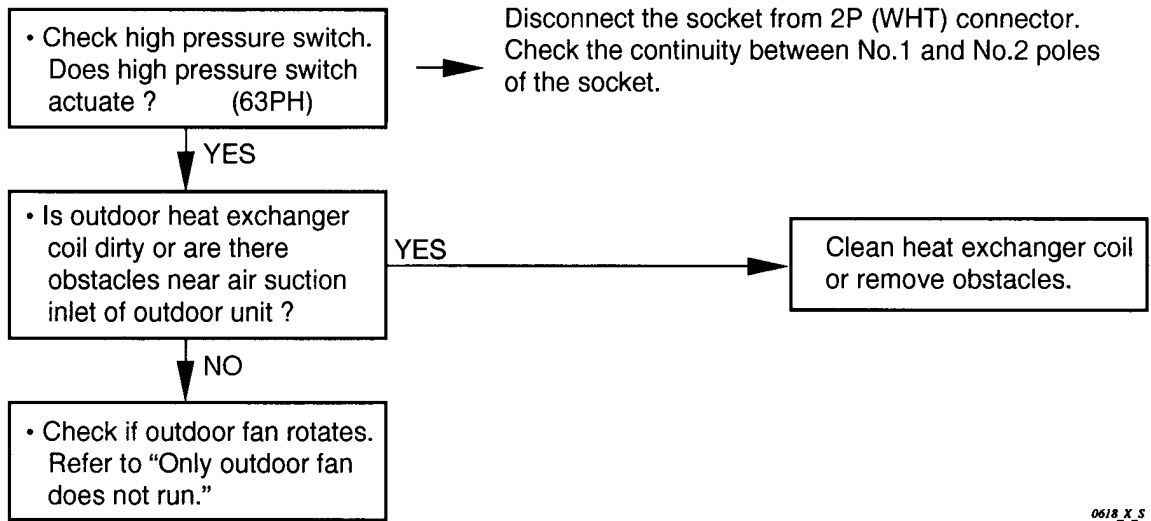 • Check high pressure switch.
Does high pressure switch
actuate ? (63PH)
Disconnect the socket from 2P (WHT) connector.
Check the continuity between No.1 and No.2 poles
of the socket.
YES
• Is outdoor heat exchanger
coil dirty or are there
obstacles near air suction
inlet of outdoor unit ?
YES
Clean heat exchanger coil
or remove obstacles.
NO
• Check if outdoor fan rotates.
Refer to “Only outdoor fan
does not run.”
0618_X_S